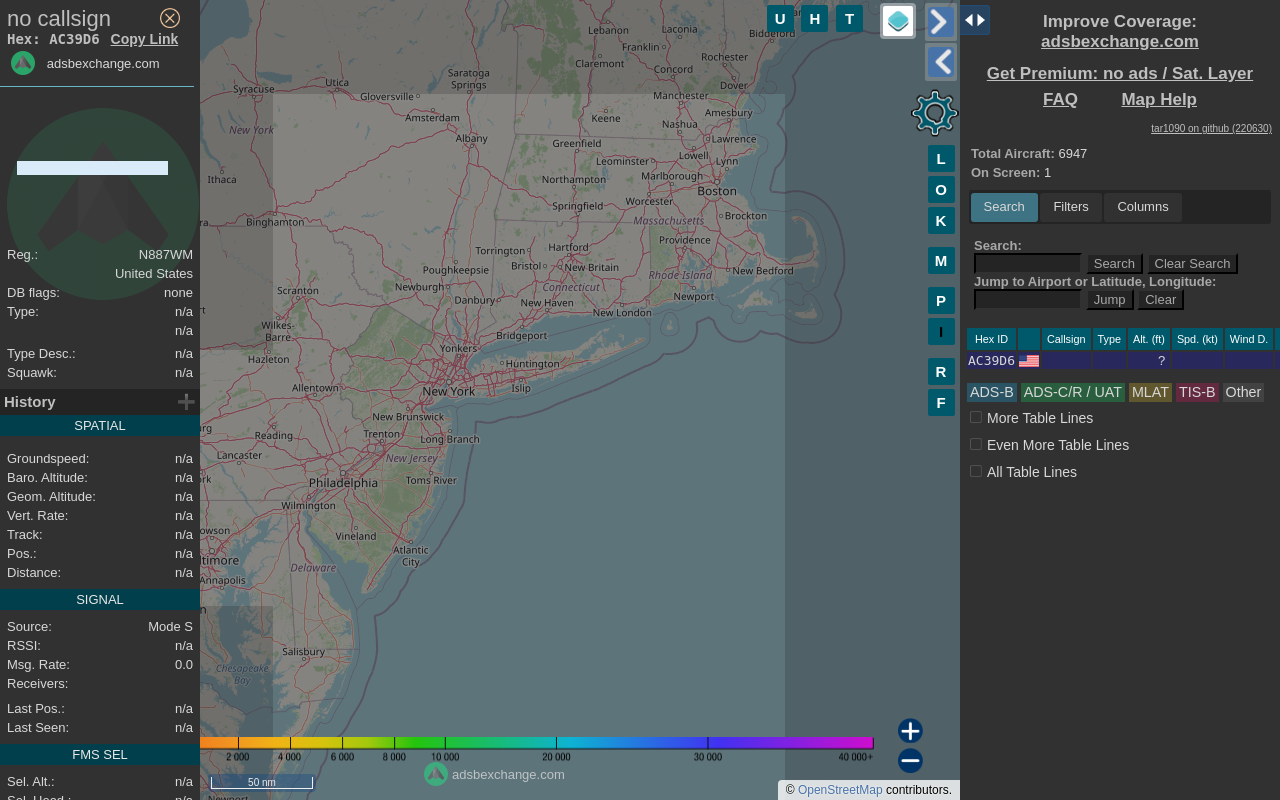 no callsign
Hex: AC39D6 Copy Link
adsbexchange.com
Reg.: N887WM
United States
DB flags: none
Type: n/a
n/a
Type Desc.: n/a
Squawk: n/a
History
SPATIAL
Groundspeed: n/a
Baro. Altitude: n/a
Geom. Altitude: n/a
Vert. Rate: n/a
Track: n/a
Pos.: n/a
Distance: n/a
SIGNAL
Source: Mode S
RSSI: n/a
Msg. Rate: 0.0
Receivers:
Last Pos.: n/a
Last Seen: n/a
FMS SEL
Sel. Alt.: n/a
Lebanon
Laconia
Biddeford
Franklin
Claremont
Rochester
Concord
Saratoga
Springs
Utica
Dover
Syracuse
Gloversville
Manchester
Amesbury
Amsterdam
Keene
Nashua
New York
Albany
Lawrence
Greenfield
Lowell
Leominster
Lynn
Ithaca
Northampton
Marlborough
Boston
Worcester
Springfield
Binghamton
Brockton
Massachusetts
Providence
Torrington
Hartford
Bristol
New Britain
Poughkeepsie
New Bedford
Rhode Island
Connecticut
Newburgh
Scranton
Danbury
New Haven
Newport
New London
Wilkes-
Barre
Bridgeport
Yonkers
Hazleton
Huntington
Allentown
New York
Islip
New Brunswick
Reading
Trenton
Long Branch
Lancaster
New Jersey
Philadelphia
Toms River
Wilmington
Vineland
Atlantic
City
Delaware
Annapolis
Salisbury
Chesapeake
Bay
2 000 4 000 6 000 8 000 10 000 20 000 30 000 40 000+
50 nm
adsbexchange.com
© OpenStreetMap contributors.
U H T
L
O
K
M
P
I
R
F
Improve Coverage:
adsbexchange.com
Get Premium: no ads / Sat. Layer
FAQ Map Help
tar1090 on github (220630)
Total Aircraft: 6947
On Screen: 1
Search Filters Columns
Search:
Search Clear Search
Jump to Airport or Latitude, Longitude:
Jump Clear
Hex ID Callsign Type Alt. (ft) Spd. (kt) Wind D.
AC39D6 ?
ADS-B ADS-C/R / UAT MLAT TIS-B Other
More Table Lines
Even More Table Lines
All Table Lines